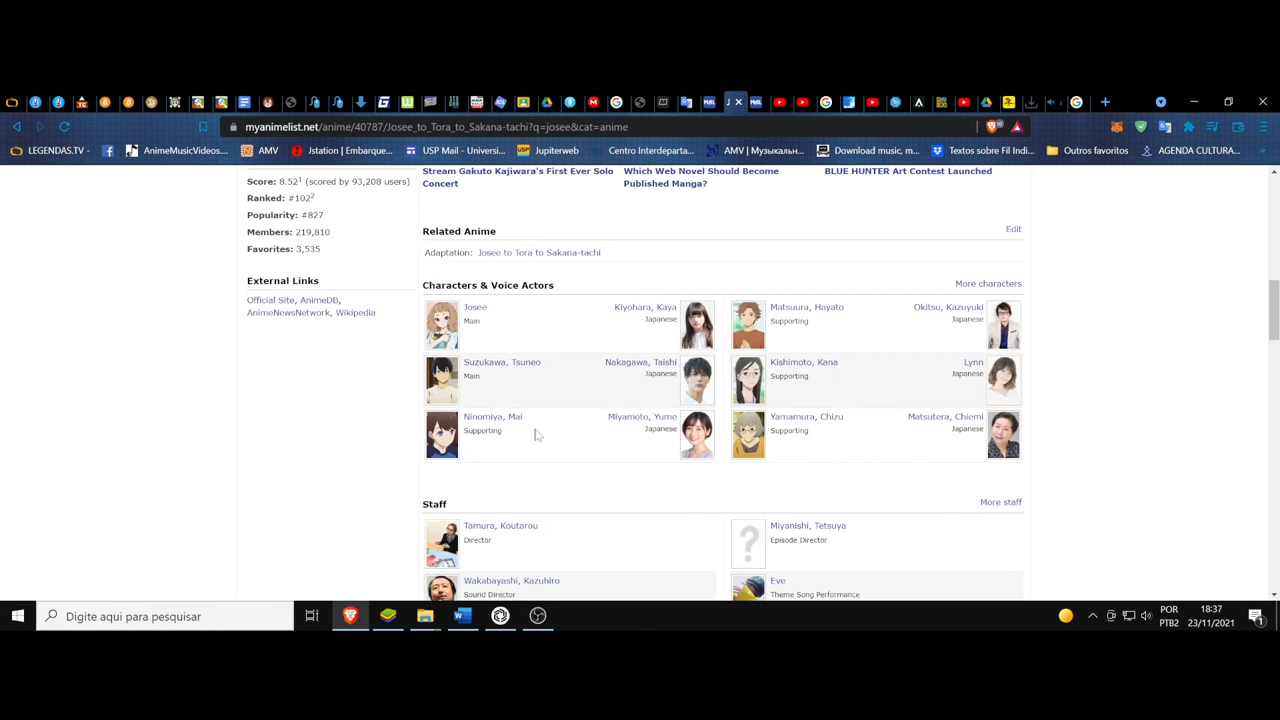 myanimelist.net/anime/40787/Josee_to_Tora_to_Sakana-tachi?q=josee&cat=anime
LEGENDAS.TV
AnimeMusicVideos...
AMV
Jstation | Embarque...
USP Mail - Universi...
Jupiterweb
Centro Interdeparta...
AMV | Музыкальн...
Download music, m...
Textos sobre Fil Indi...
Outros favoritos
AGENDA CULTURA...
Score: 8.521 (scored by 93,208 users)
Ranked: #1022
Popularity: #827
Members: 219,810
Favorites: 3,535
External Links
Official Site, AnimeDB,
AnimeNewsNetwork, Wikipedia
Stream Gakuto Kajiwara's First Ever Solo
Concert
Which Web Novel Should Become
Published Manga?
BLUE HUNTER Art Contest Launched
Related Anime
Edit
Adaptation: Josee to Tora to Sakana-tachi
Characters & Voice Actors
More characters
Josee
Main
Kiyohara, Kaya
Japanese
Matsuura, Hayato
Supporting
Okitsu, Kazuyuki
Japanese
Suzukawa, Tsuneo
Main
Nakagawa, Taishi
Japanese
Kishimoto, Kana
Supporting
Lynn
Japanese
Ninomiya, Mai
Supporting
Miyamoto, Yume
Japanese
Yamamura, Chizu
Supporting
Matsutera, Chiemi
Japanese
Staff
More staff
Tamura, Koutarou
Director
Miyanishi, Tetsuya
Episode Director
Wakabayashi, Kazuhiro
Sound Director
Eve
Theme Song Performance
Digite aqui para pesquisar
POR
PTB2
18:37
23/11/2021